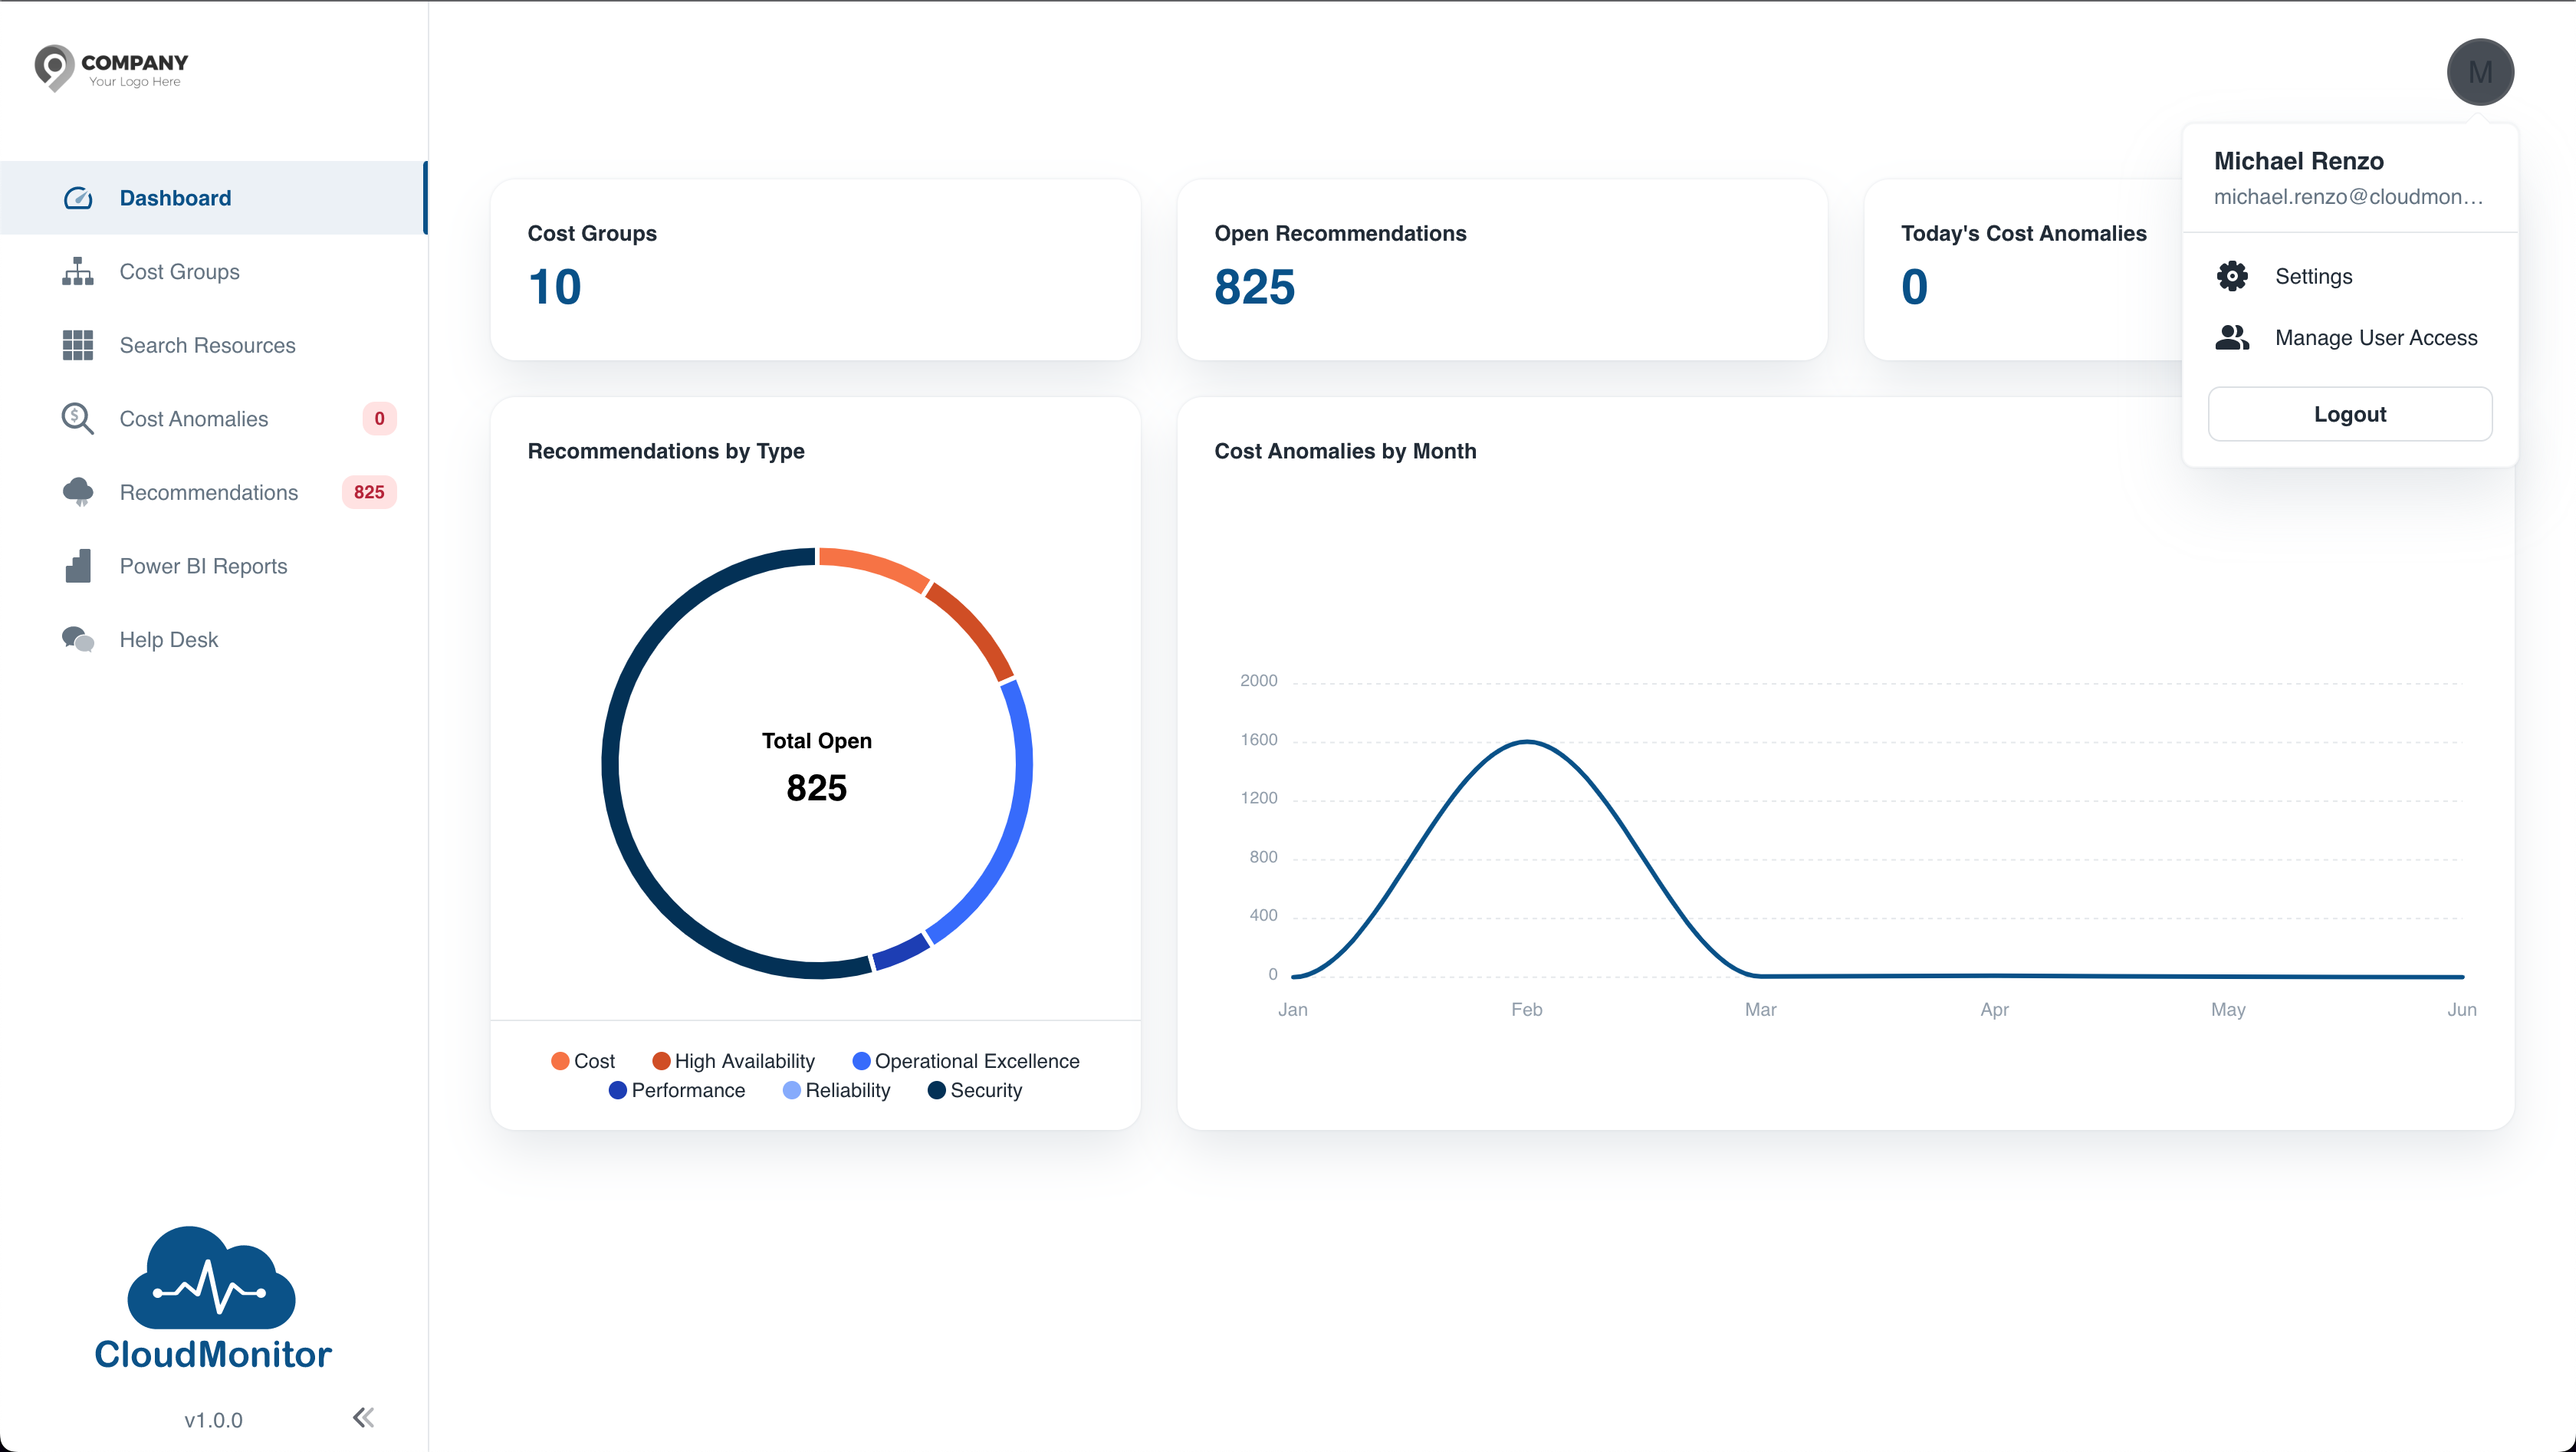 COMPANY
Your Logo Here
M
Michael Renzo
michael.renzo@cloudmon...
Settings
Manage User Access
Logout
Dashboard
Cost Groups
Search Resources
Cost Anomalies 0
Recommendations 825
Power BI Reports
Help Desk
Cost Groups
10
Open Recommendations
825
Today's Cost Anomalies
0
Recommendations by Type
Total Open
825
Cost High Availability Operational Excellence
Performance Reliability Security
Cost Anomalies by Month
2000
1600
1200
800
400
0
Jan Feb Mar Apr May Jun
CloudMonitor
v1.0.0